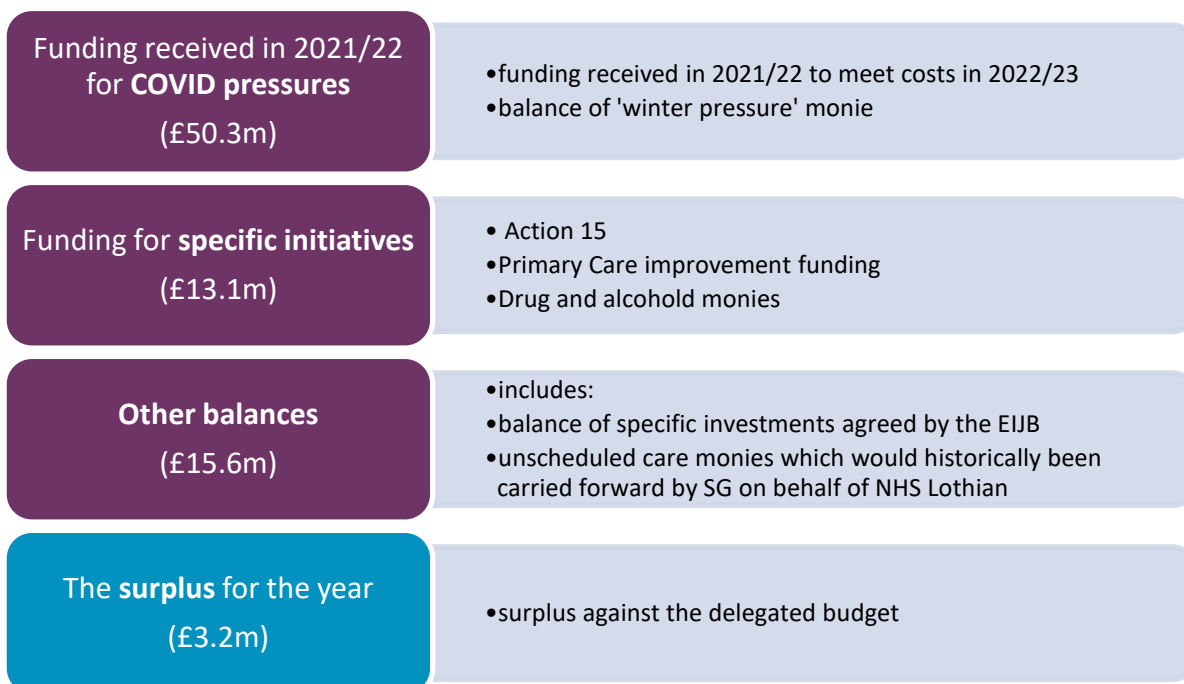 Funding received in 2021/22
for COVID pressures
(£50.3m)
•funding received in 2021/22 to meet costs in 2022/23
•balance of 'winter pressure' monie
Funding for specific initiatives
(£13.1m)
• Action 15
•Primary Care improvement funding
•Drug and alcohold monies
Other balances
(£15.6m)
•includes:
•balance of specific investments agreed by the EIJB
•unscheduled care monies which would historically been
carried forward by SG on behalf of NHS Lothian
The surplus for the year
(£3.2m)
•surplus against the delegated budget